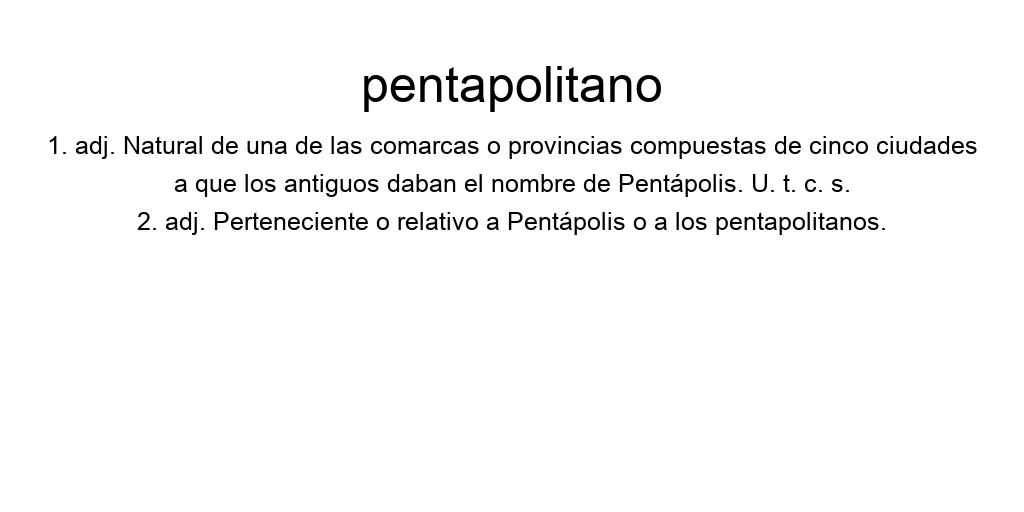 pentapolitano
1. adj. Natural de una de las comarcas o provincias compuestas de cinco ciudades
a que los antiguos daban el nombre de Pentápolis. U. t. c. s.
2. adj. Perteneciente o relativo a Pentápolis o a los pentapolitanos.